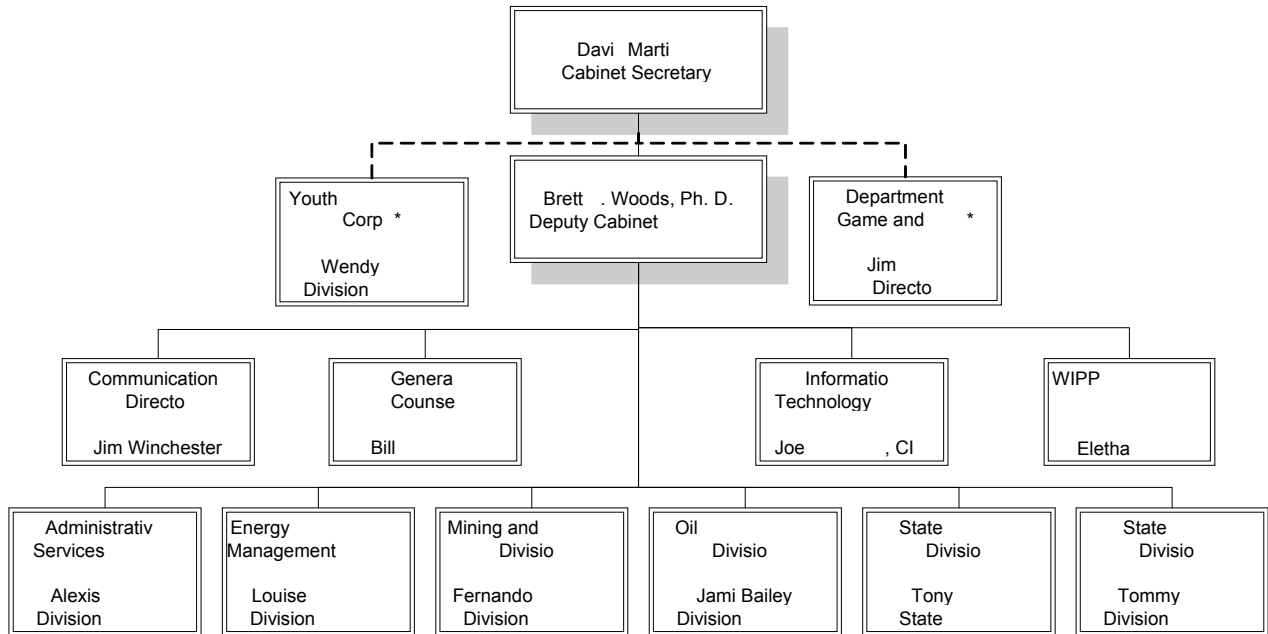 Davi Marti
Cabinet Secretary
Youth
Corp *
Wendy
Division
Brett . Woods, Ph. D.
Deputy Cabinet
Department
Game and *
Jim
Directo
Communication
Directo
Jim Winchester
Genera
Counse
Bill
Informatio
Technology
Joe , CI
WIPP
Eletha
Administrativ
Services
Alexis
Division
Energy
Management
Louise
Division
Mining and
Divisio
Fernando
Division
Oil
Divisio
Jami Bailey
Division
State
Divisio
Tony
State
State
Divisio
Tommy
Division